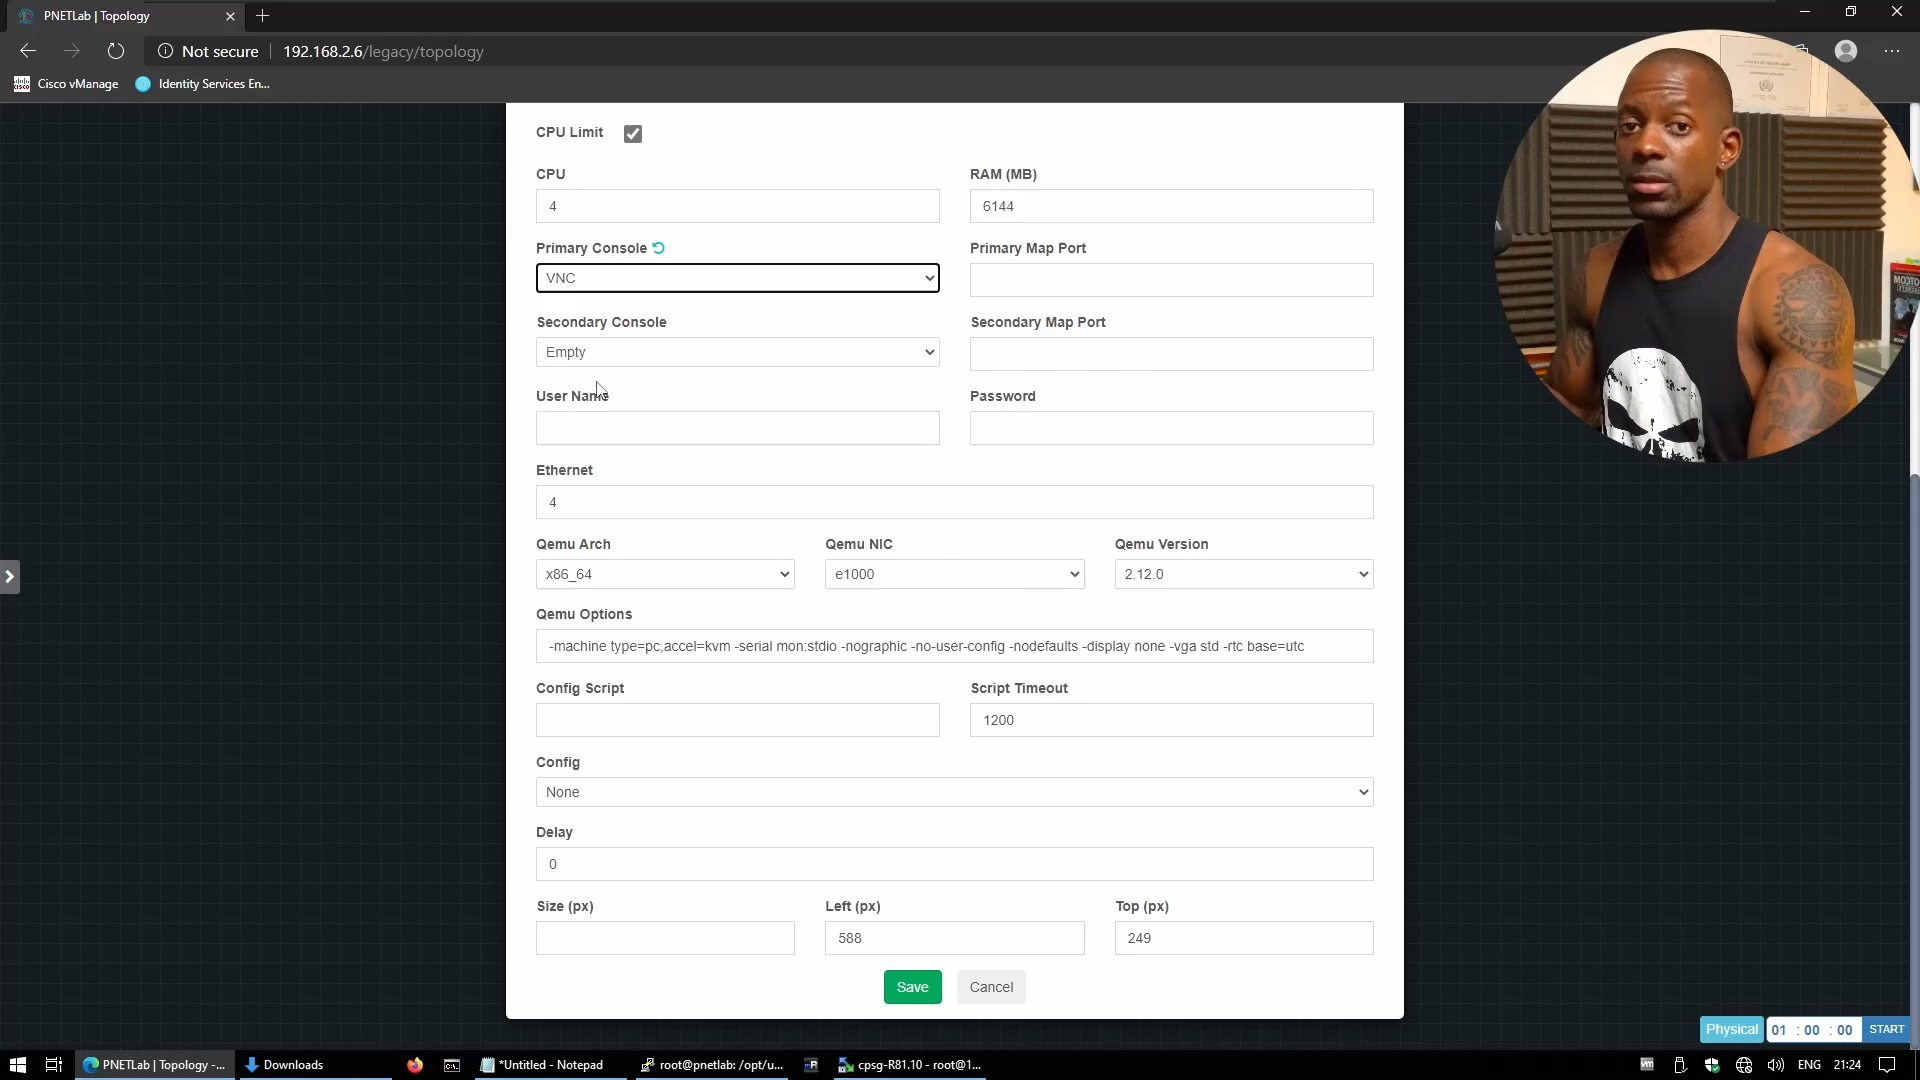 PNETLab | Topology
Not secure
192.168.2.6/legacy/topology
Cisco vManage
Identity Services En...
CPU Limit
CPU
RAM (MB)
4
6144
Primary Console
Primary Map Port
VNC
Secondary Console
Secondary Map Port
Empty
User Name
Password
Ethernet
4
Qemu Arch
Qemu NIC
Qemu Version
x86_64
e1000
2.12.0
Qemu Options
-machine type=pc,accel=kvm -serial mon:stdio -nographic -no-user-config -nodefaults -display none -vga std -rtc base=utc
Config Script
Script Timeout
1200
Config
None
Delay
0
Size (px)
Left (px)
Top (px)
588
249
Save
Cancel
Physical
01 : 00 : 00
START
PNETLab | Topology -...
Downloads
*Untitled - Notepad
root@pnetlab: /opt/u...
cpsg-R81.10 - root@1...
ENG
21:24